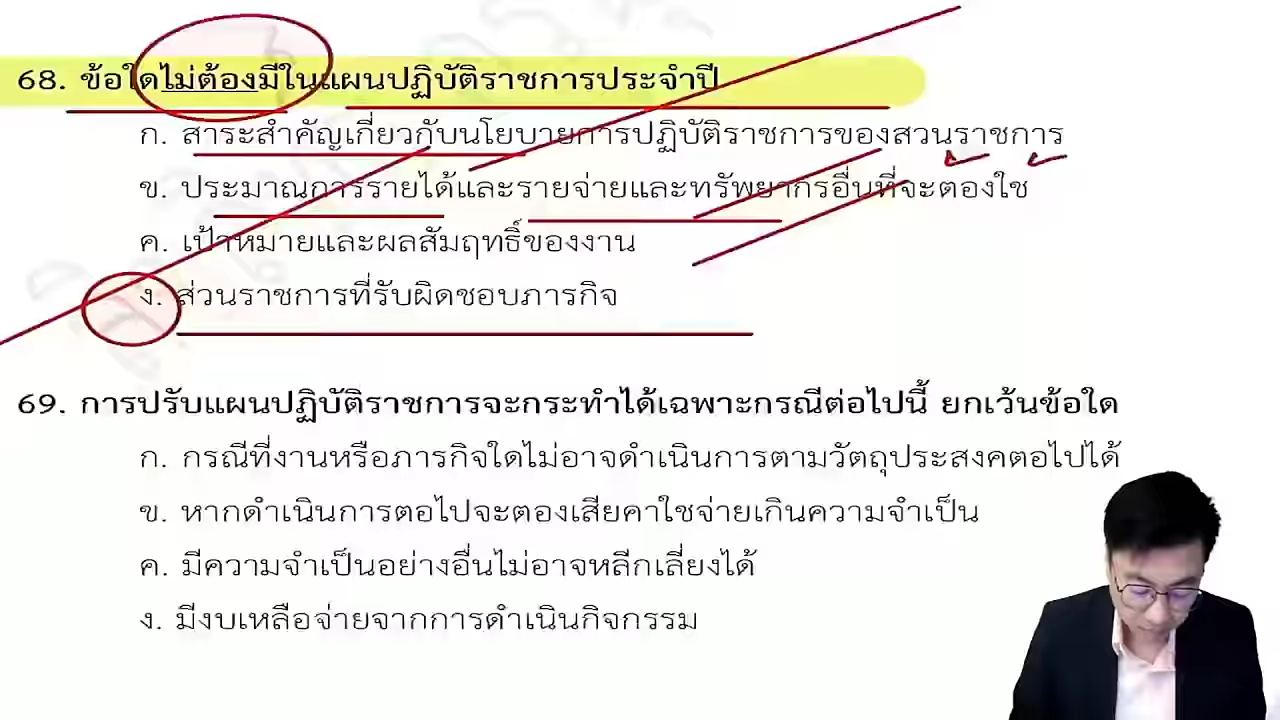 68. ข้อใดไม่ต้องมีในแผนปฏิบัติราชการประจำปี
ก. สาระสำคัญเกี่ยวกับนโยบายการปฏิบัติราชการของสวนราชการ
ข. ประมาณการรายได้และรายจ่ายและทรัพยากรอื่นที่จะตองใช
ค. เป้าหมายและผลสัมฤทธิ์ของงาน
ง. ส่วนราชการที่รับผิดชอบภารกิจ
69. การปรับแผนปฏิบัติราชการจะกระทำได้เฉพาะกรณีต่อไปนี้ ยกเว้นข้อใด
ก. กรณีที่งานหรือภารกิจใดไม่อาจดำเนินการตามวัตถุประสงคตอไปได้
ข. หากดำเนินการตอไปจะตองเสียคาใชจ่ายเกินความจำเป็น
ค. มีความจำเป็นอย่างอื่นไม่อาจหลีกเลี่ยงได้
ง. มีงบเหลือจ่ายจากการดำเนินกิจกรรม